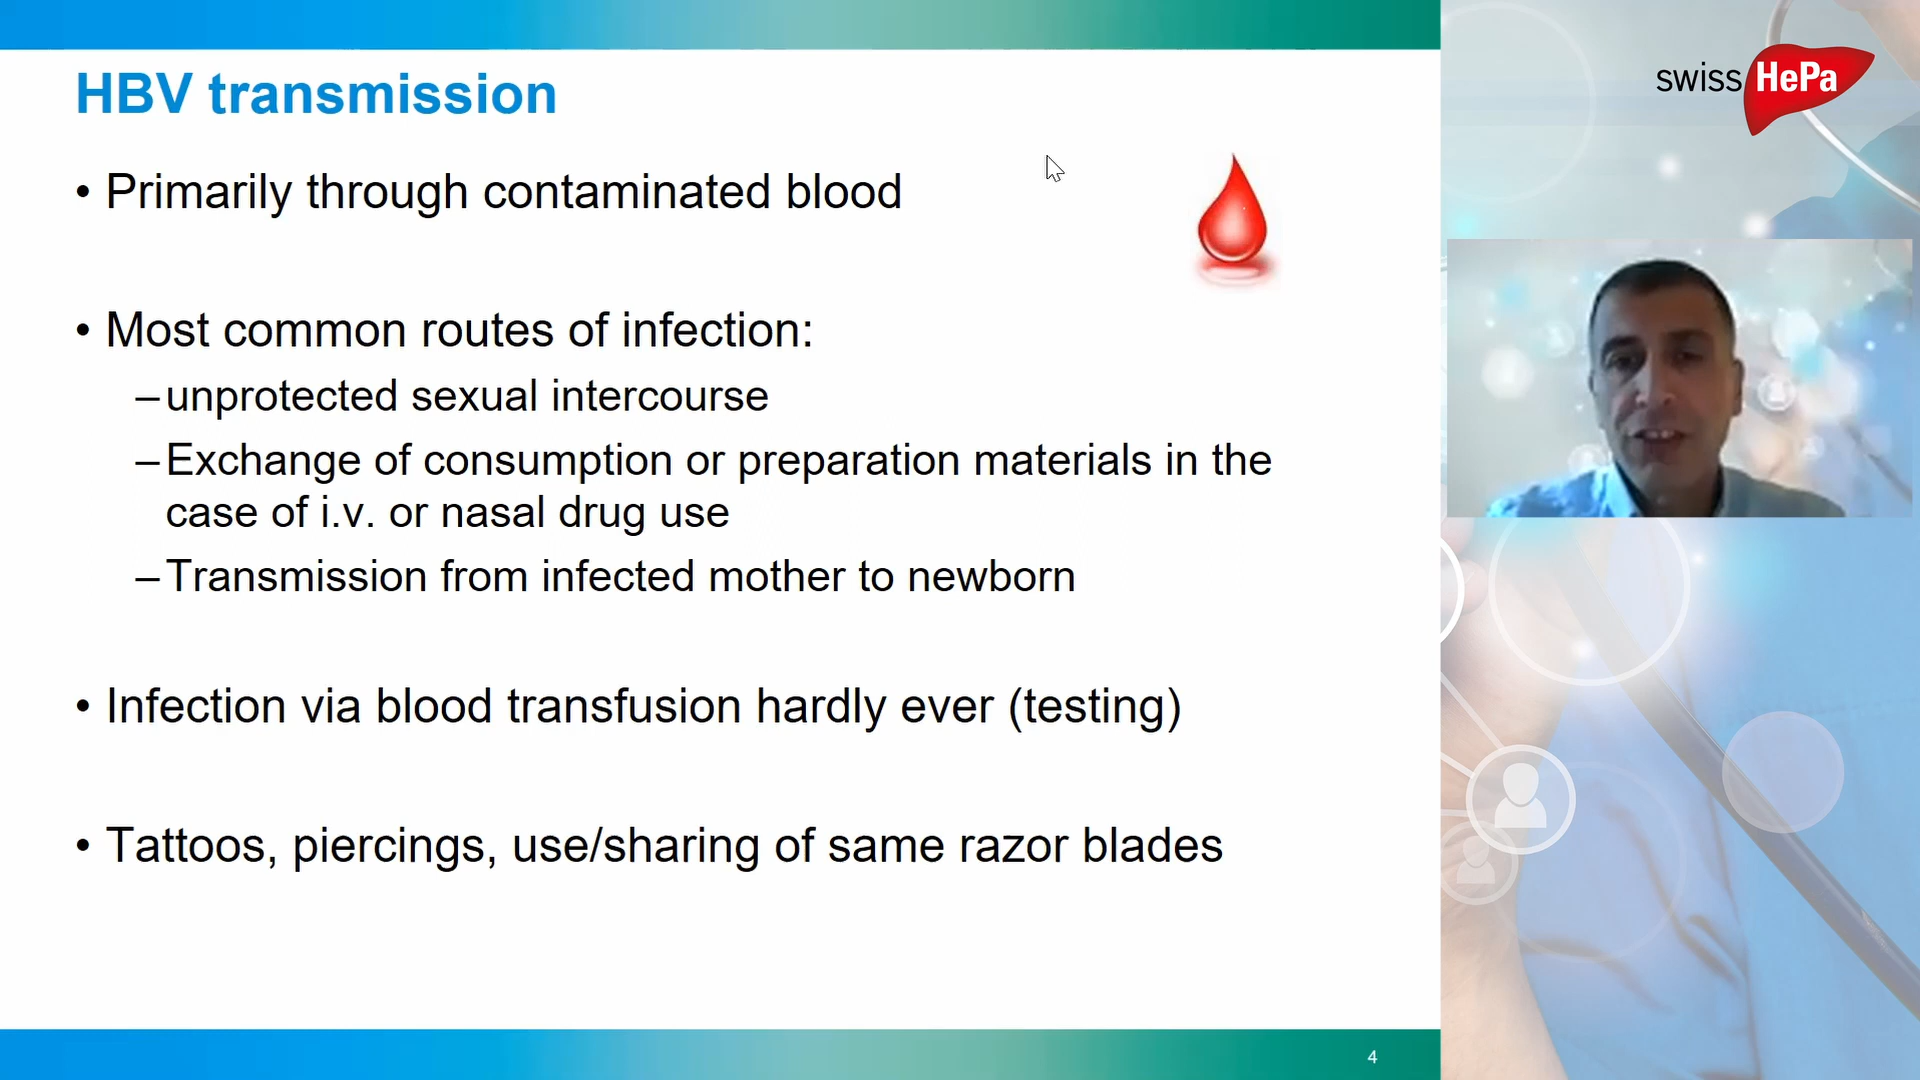 HBV transmission
• Primarily through contaminated blood
• Most common routes of infection:
– unprotected sexual intercourse
– Exchange of consumption or preparation materials in the
case of i.v. or nasal drug use
– Transmission from infected mother to newborn
• Infection via blood transfusion hardly ever (testing)
• Tattoos, piercings, use/sharing of same razor blades
4
swiss HePa